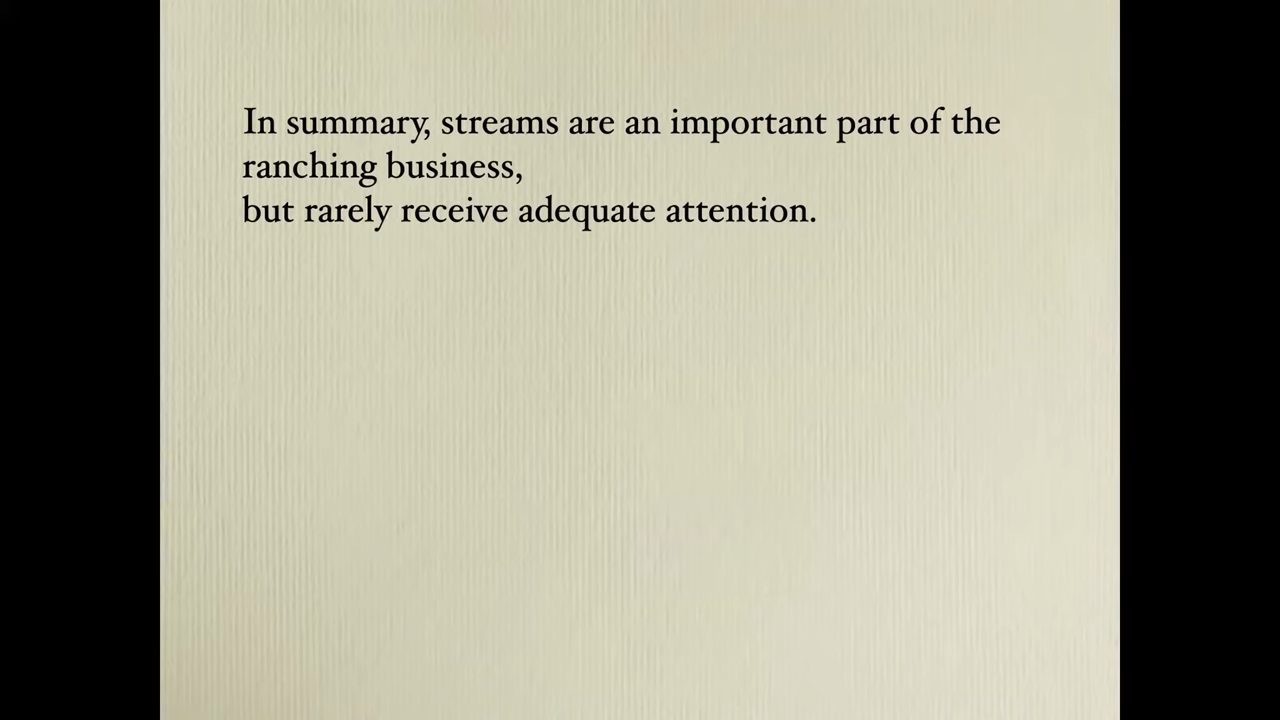 In summary, streams are an important part of the
ranching business,
but rarely receive adequate attention.